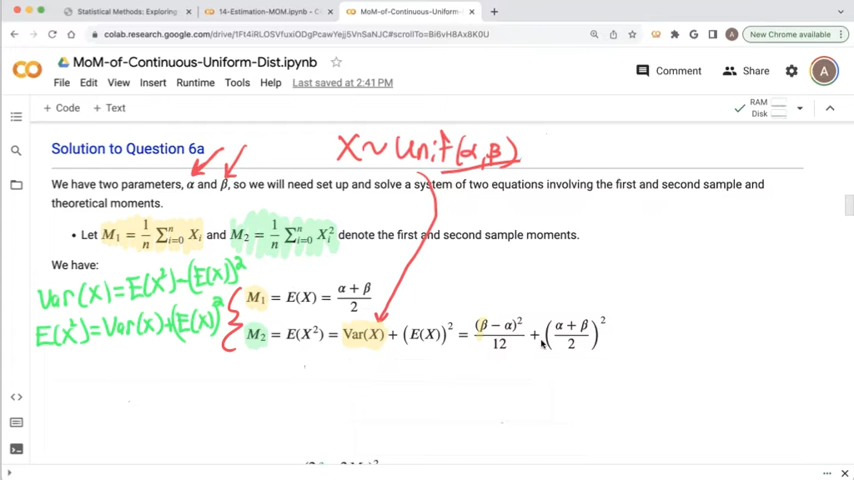 Statistical Methods: Exploring
14-Estimation-MOM.ipynb - C
MoM-of-Continuous-Uniform-D
colab.research.google.com/drive/1Ft4iRLOSVfuxiODgPcawYejj5VnSaNJC#scrollTo=Bi6vH8Ax8K0U
New Chrome available
MoM-of-Continuous-Uniform-Dist.ipynb
File Edit View Insert Runtime Tools Help Last saved at 2:41 PM
Comment Share A
+ Code + Text
RAM
Disk
Solution to Question 6a
X ~ Unif(α, β)
We have two parameters, α and β, so we will need set up and solve a system of two equations involving the first and second sample and
theoretical moments.
• Let M₁ = 1/n ∑ⁿᵢ₌₀ Xᵢ and M₂ = 1/n ∑ⁿᵢ₌₀ Xᵢ² denote the first and second sample moments.
We have:
Var(X) = E(X²) - (E(X))²
E(X²) = Var(X) + (E(X))²
M₁ = E(X) = (α + β)/2
M₂ = E(X²) = Var(X) + (E(X))² = (β − α)²/12 + ((α + β)/2)²